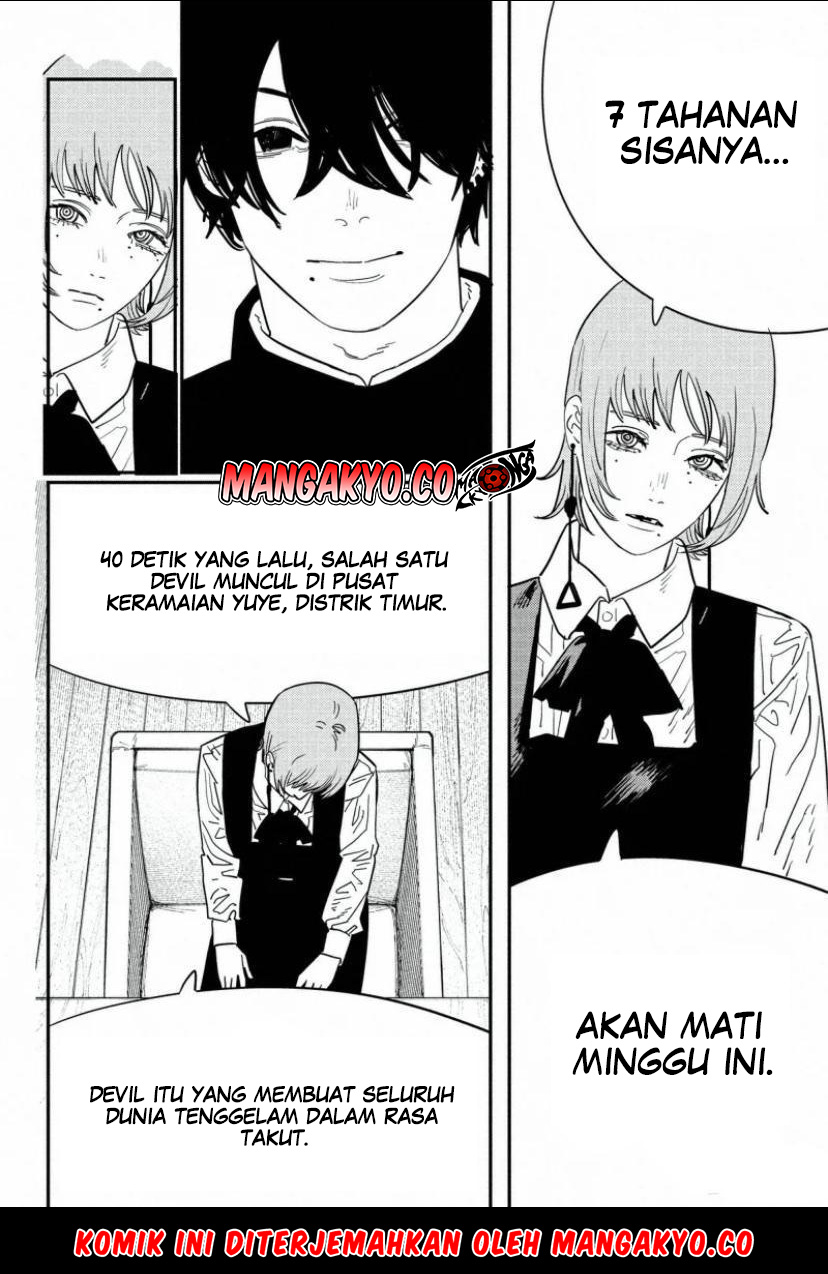 7 TAHANAN
SISANYA...
AKAN MATI
MINGGU INI.
MANGAKYO.CO
MANGA
KYO
40 DETIK YANG LALU, SALAH SATU
DEVIL MUNCUL DI PUSAT
KERAMAIAN YUYE, DISTRIK TIMUR.
DEVIL ITU YANG MEMBUAT SELURUH
DUNIA TENGGELAM DALAM RASA
TAKUT.
KOMIK INI DITERJEMAHKAN OLEH MANGAKYO.CO